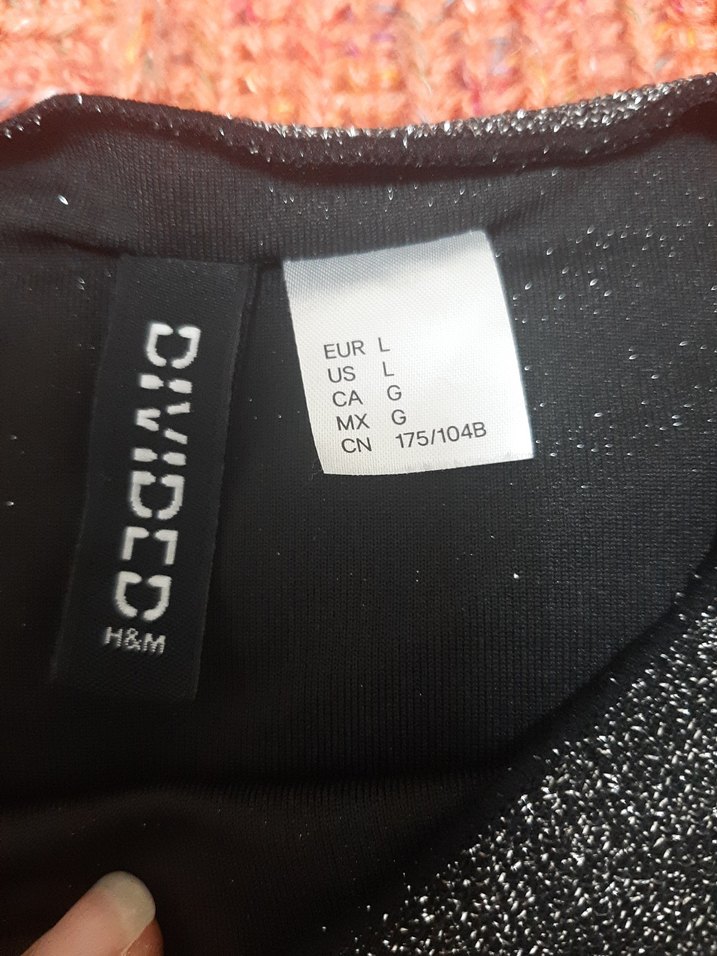 DIVIDED
H&M
EUR L
US L
CA G
MX G
CN 175/104B